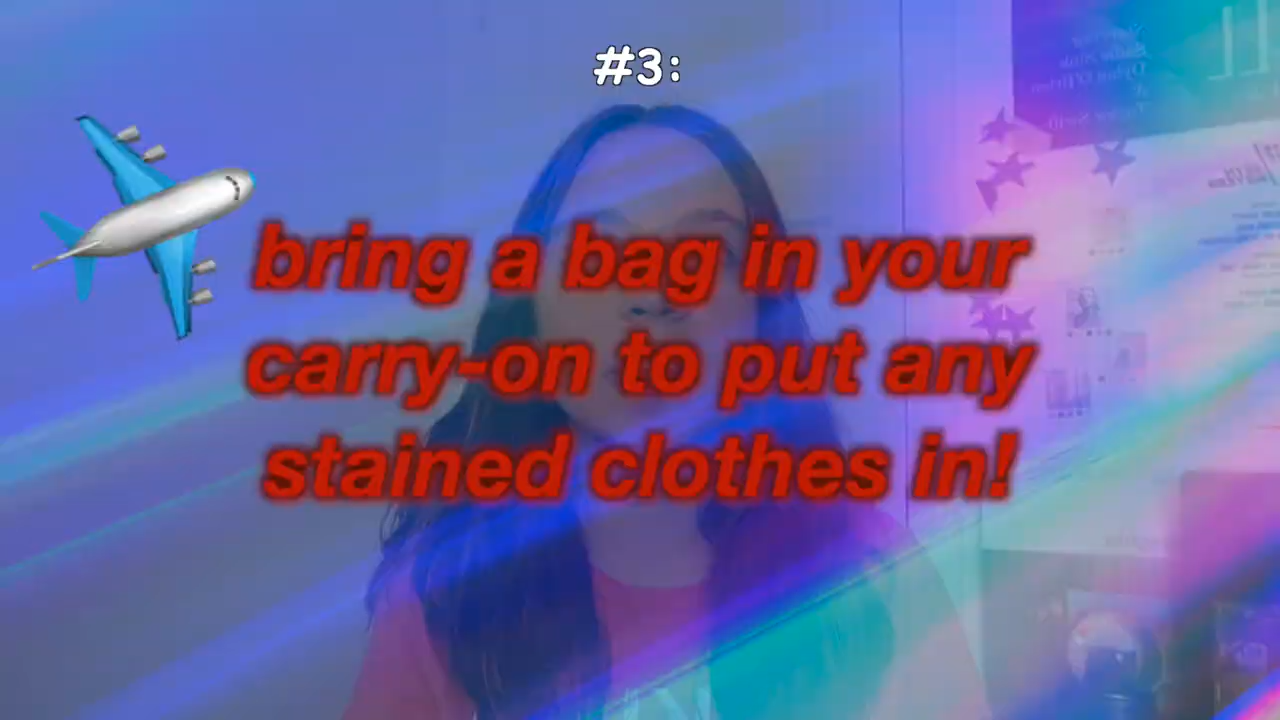 #3:
bring a bag in your
carry-on to put any
stained clothes in!